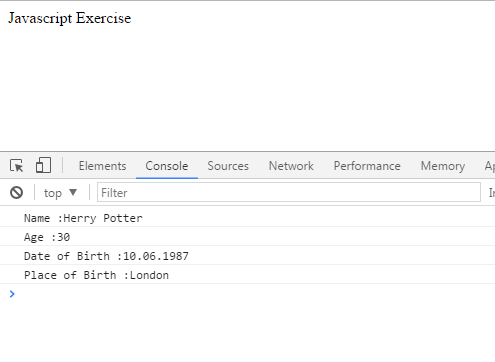 Javascript Exercise
Elements Console Sources Network Performance Memory Ap
top ▼ Filter In
Name :Herry Potter
Age :30
Date of Birth :10.06.1987
Place of Birth :London
>